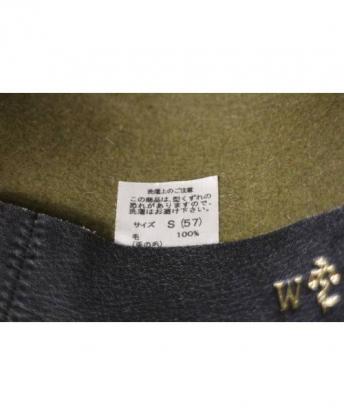 洗濯上のご注意
この商品は、型くずれの
恐れがありますので、
洗濯はお避け下さい。
サイズ S (57)
毛 100%
W